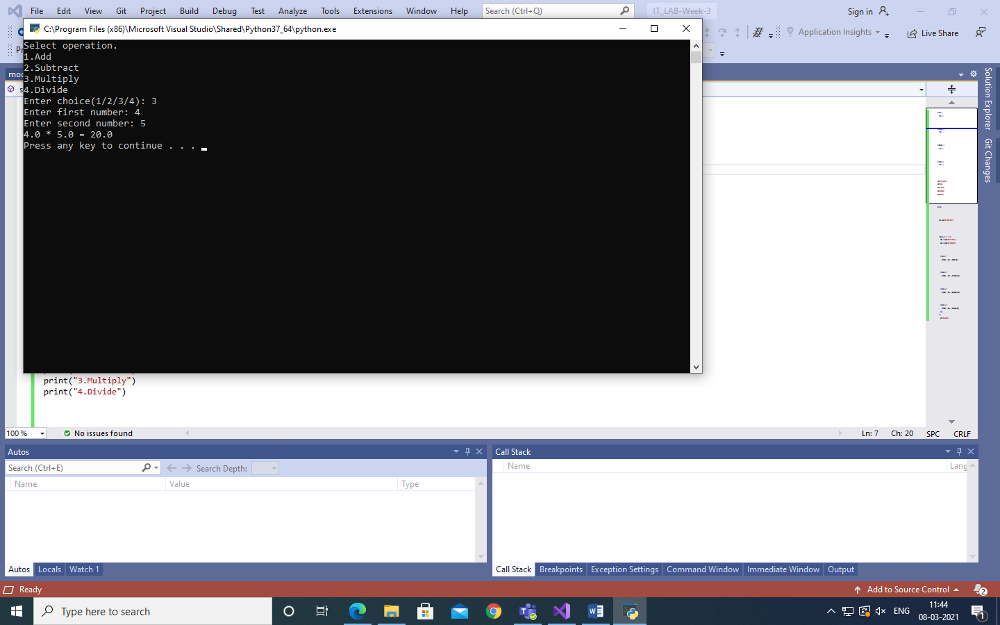 File Edit View Git Project Build Debug Test Analyze Tools Extensions Window Help Search (Ctrl+Q) IT_LAB-Week-3 Sign in
C:\Program Files (x86)\Microsoft Visual Studio\Shared\Python37_64\python.exe
Application Insights Live Share
Select operation.
1.Add
2.Subtract
3.Multiply
4.Divide
Enter choice(1/2/3/4): 3
Enter first number: 4
Enter second number: 5
4.0 * 5.0 = 20.0
Press any key to continue . . .
Solution Explorer
Git Changes
print("3.Multiply")
print("4.Divide")
100 % No issues found Ln: 7 Ch: 20 SPC CRLF
Autos
Search (Ctrl+E) Search Depth:
Name Value Type
Autos Locals Watch 1
Call Stack
Name Lang
Call Stack Breakpoints Exception Settings Command Window Immediate Window Output
Ready Add to Source Control 2
Type here to search
ENG 11:44
08-03-2021
1